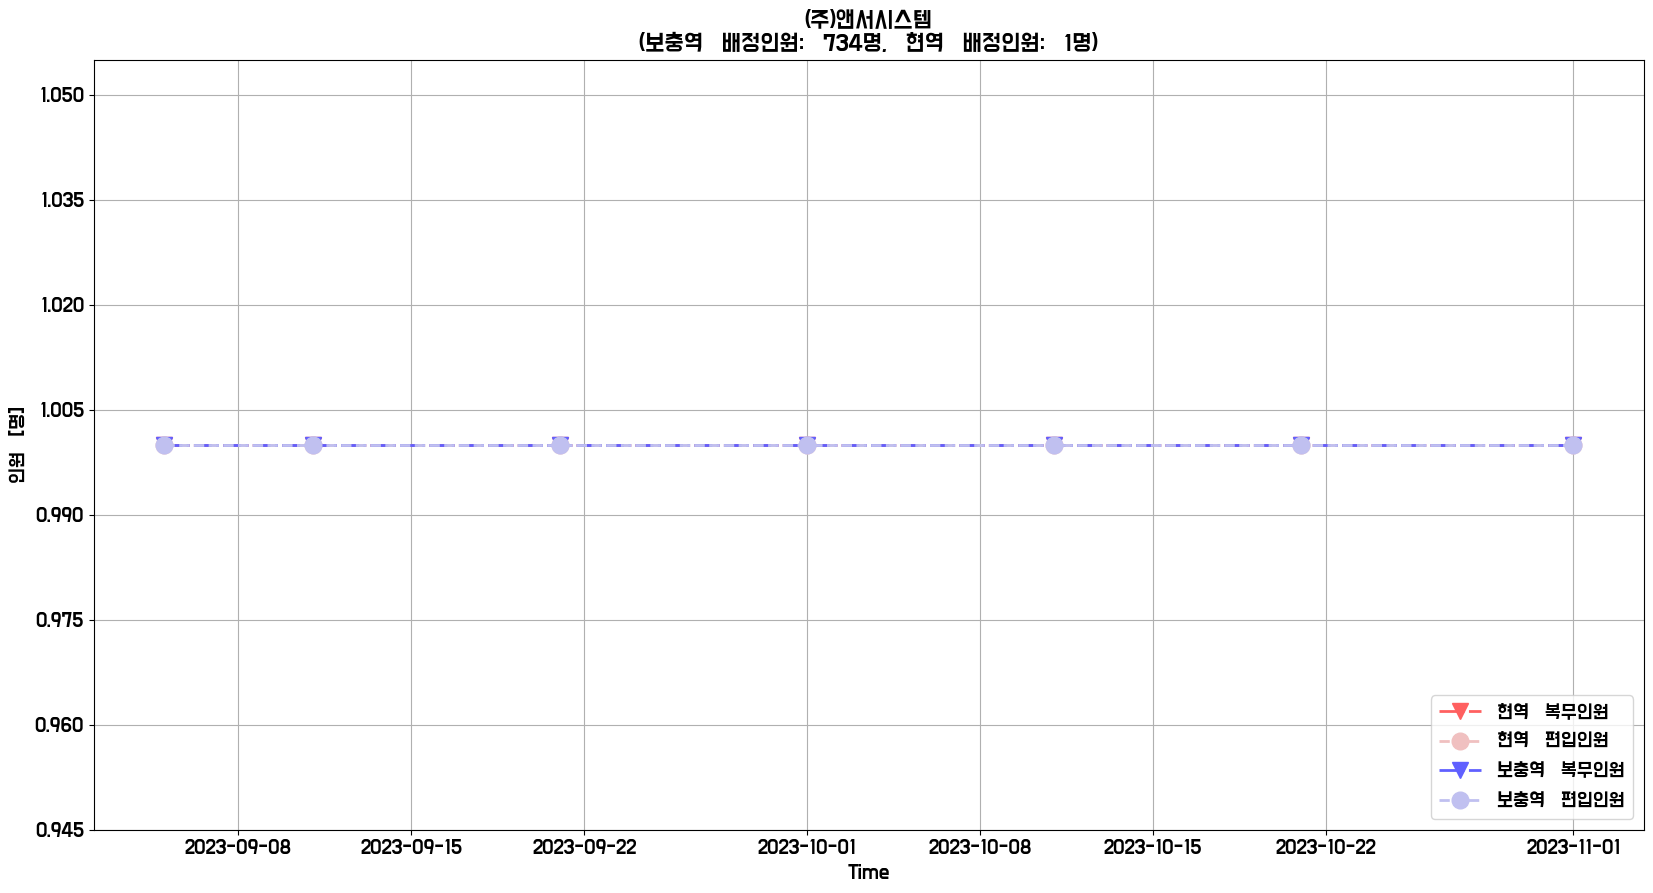 (주)앤서시스템
(보충역 배정인원: 734명, 현역 배정인원: 1명)
인원 [명]
1.050
1.035
1.020
1.005
0.990
0.975
0.960
0.945
현역 복무인원
현역 편입인원
보충역 복무인원
보충역 편입인원
2023-09-08 2023-09-15 2023-09-22 2023-10-01 2023-10-08 2023-10-15 2023-10-22 2023-11-01
Time